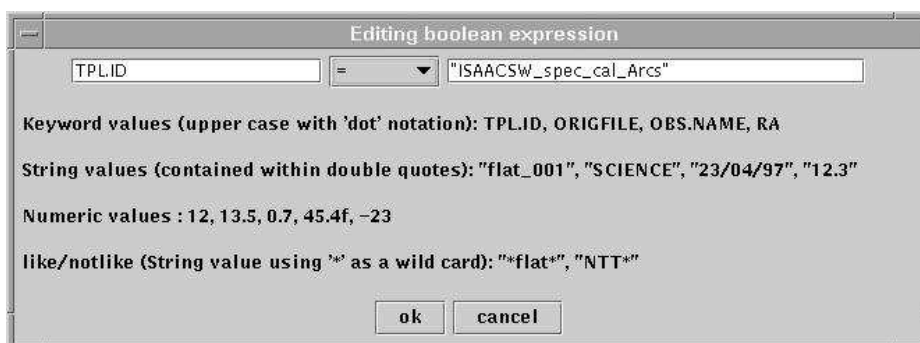 Editing boolean expression
TPL.ID = "ISAACSW_spec_cal_Arcs"
Keyword values (upper case with 'dot' notation): TPL.ID, ORIGFILE, OBS.NAME, RA
String values (contained within double quotes): "flat_001", "SCIENCE", "23/04/97", "12.3"
Numeric values : 12, 13.5, 0.7, 45.4f, −23
like/notlike (String value using '*' as a wild card): "*flat*", "NTT*"
ok cancel